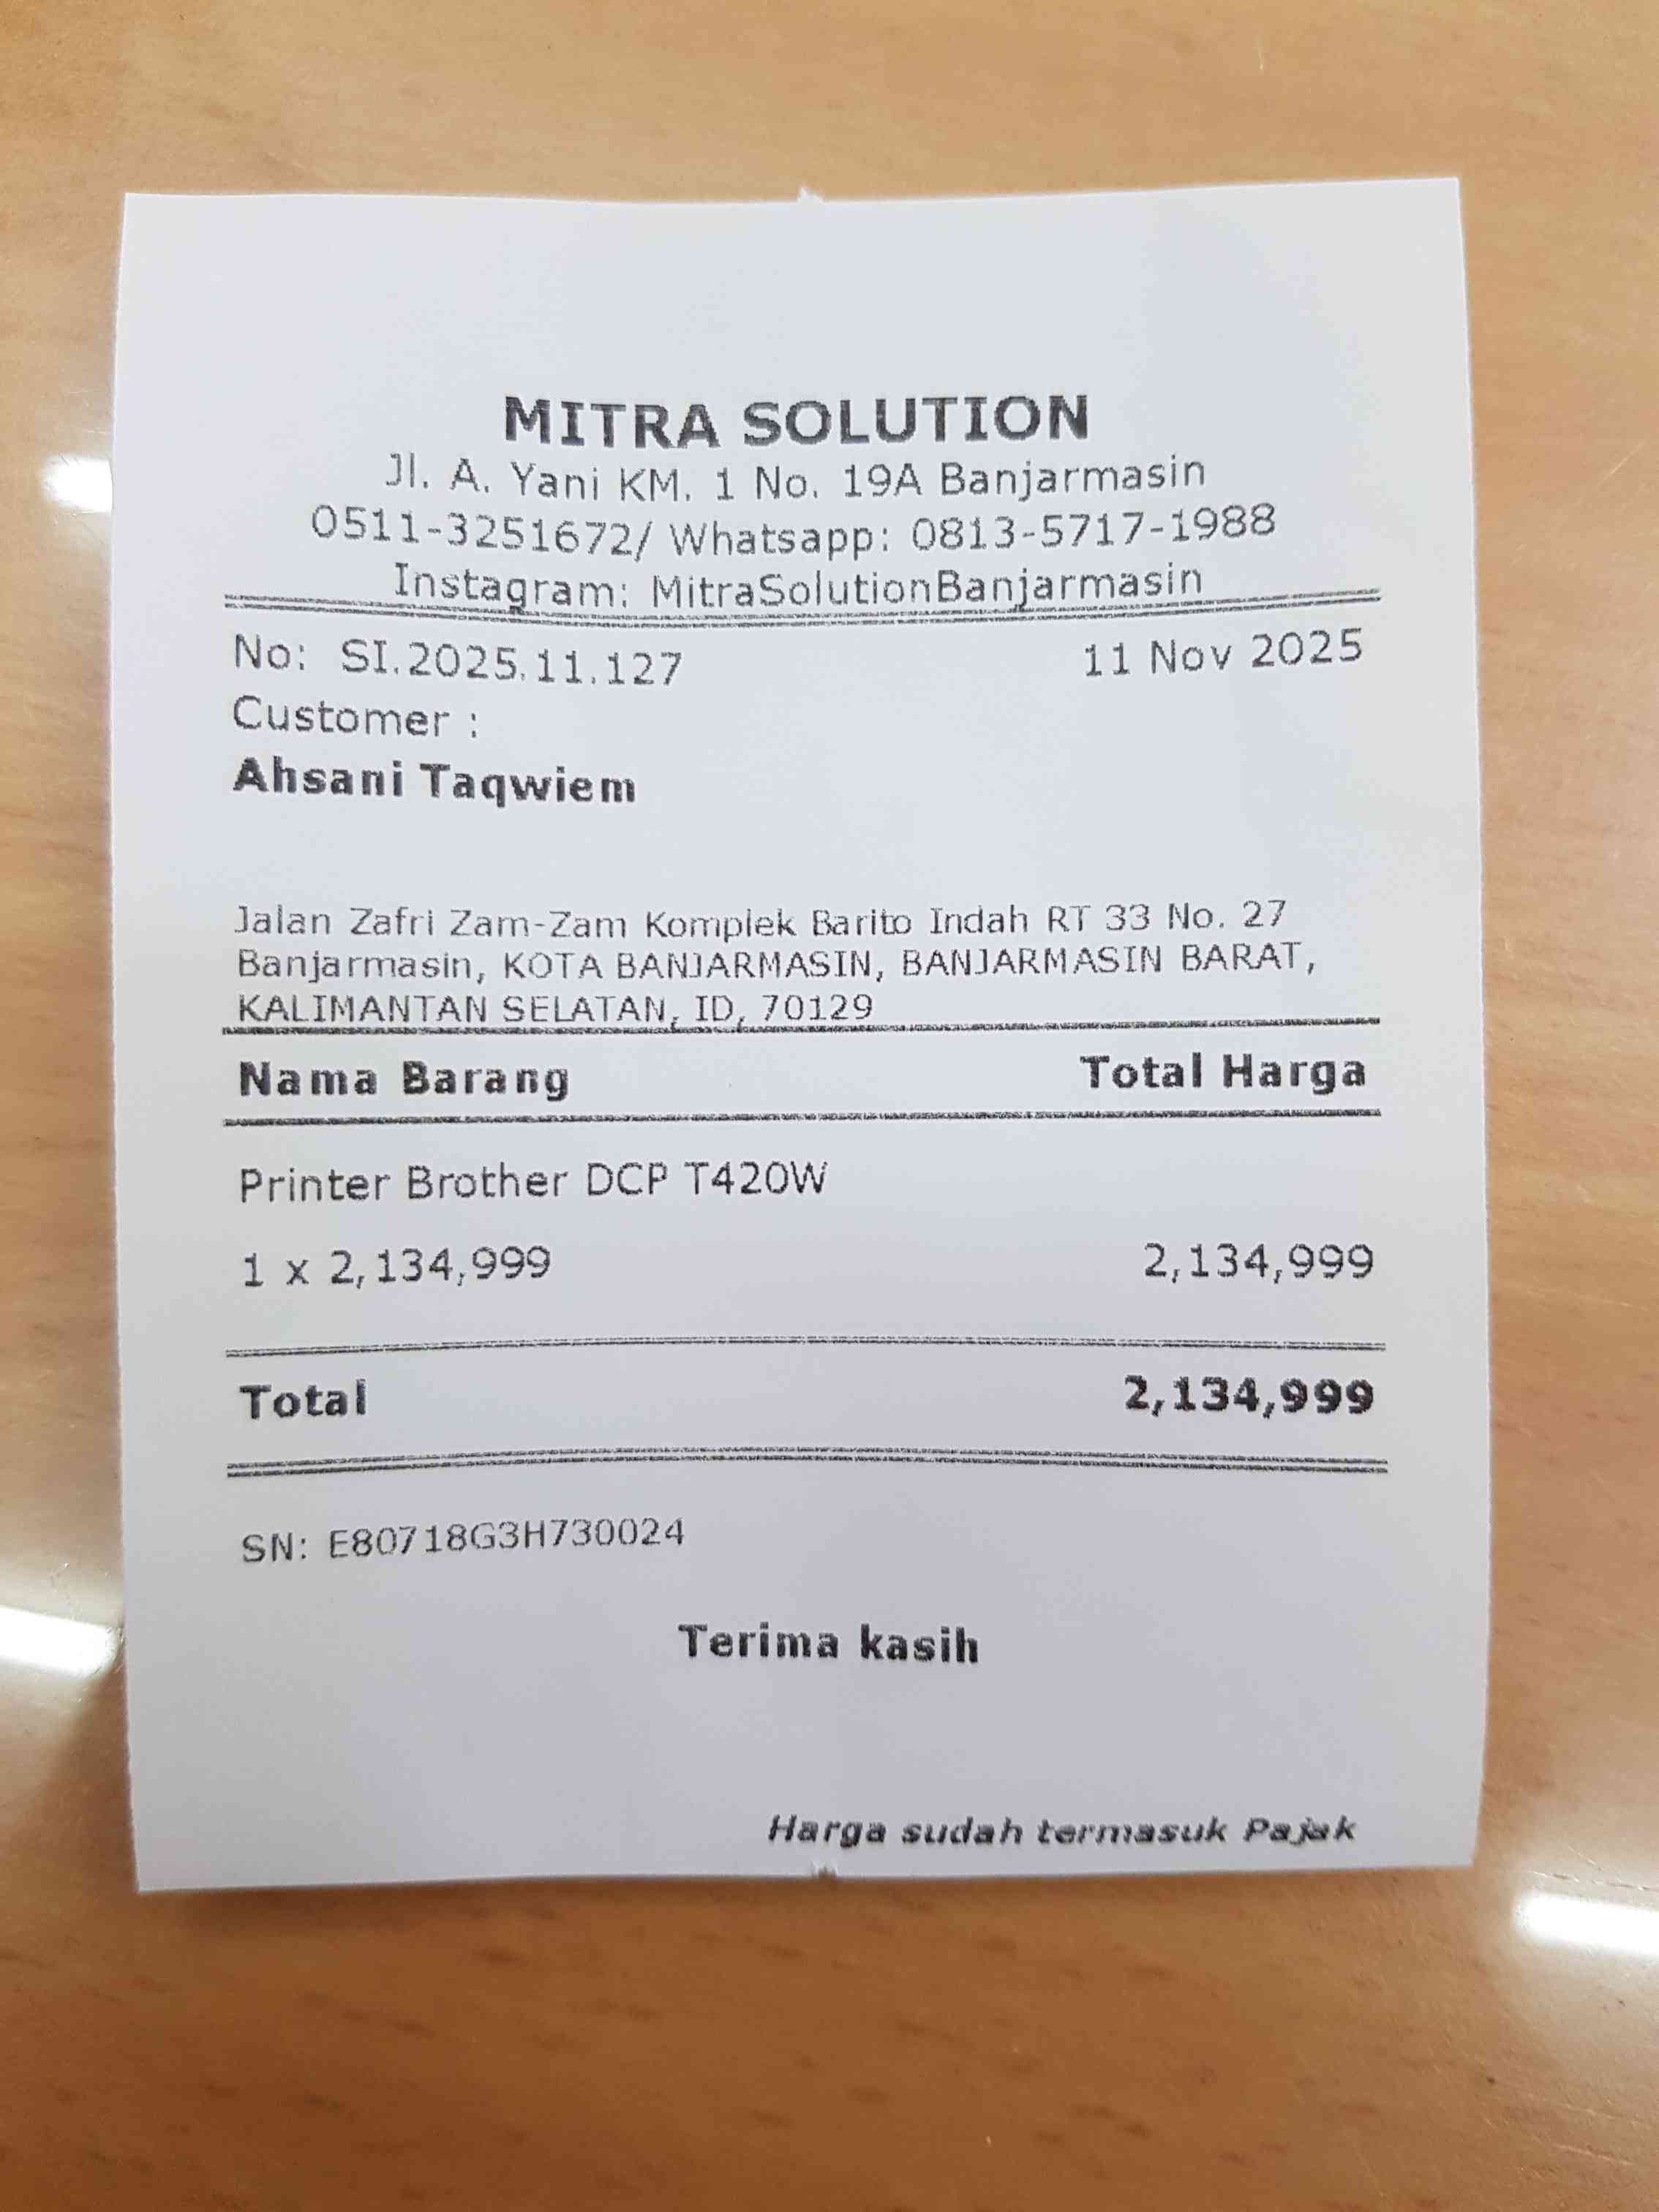 MITRA SOLUTION
Jl. A. Yani KM. 1 No. 19A Banjarmasin
0511-3251672/ Whatsapp: 0813-5717-1988
Instagram: MitraSolutionBanjarmasin
No: SI.2025.11.127 11 Nov 2025
Customer :
Ahsani Taqwiem
Jalan Zafri Zam-Zam Komplek Barito Indah RT 33 No. 27
Banjarmasin, KOTA BANJARMASIN, BANJARMASIN BARAT,
KALIMANTAN SELATAN, ID, 70129
Nama Barang Total Harga
Printer Brother DCP T420W
1 x 2,134,999 2,134,999
Total 2,134,999
SN: E80718G3H730024
Terima kasih
Harga sudah termasuk Pajak